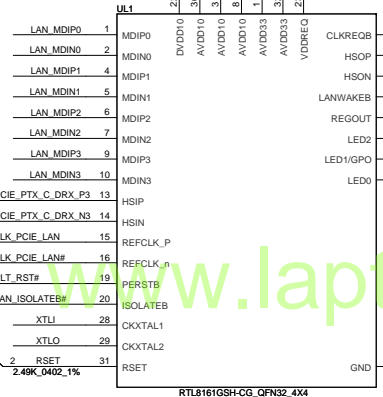 UL1
DVDD10 AVDD10 AVDD10 AVDD10 AVDD33 AVDD33 VDDREQ
LAN_MDIP0 1 MDIP0 CLKREQB
LAN_MDIN0 2 MDIN0 HSOP
LAN_MDIP1 4 MDIP1 HSON
LAN_MDIN1 5 MDIN1 LANWAKEB
LAN_MDIP2 6 MDIP2 REGOUT
LAN_MDIN2 7 MDIN2 LED2
LAN_MDIP3 9 MDIP3 LED1/GPO
LAN_MDIN3 10 MDIN3 LED0
CIE_PTX_C_DRX_P3 13 HSIP
CIE_PTX_C_DRX_N3 14 HSIN
LK_PCIE_LAN 15 REFCLK_P
LK_PCIE_LAN# 16 REFCLK_n
LT_RST# 19 PERSTB
AN_ISOLATEB# 20 ISOLATEB
XTLI 28 CKXTAL1
XTLO 29 CKXTAL2
2 RSET 31 RSET GND
2.49K_0402_1%
RTL8161GSH-CG_QFN32_4X4
www.lapt